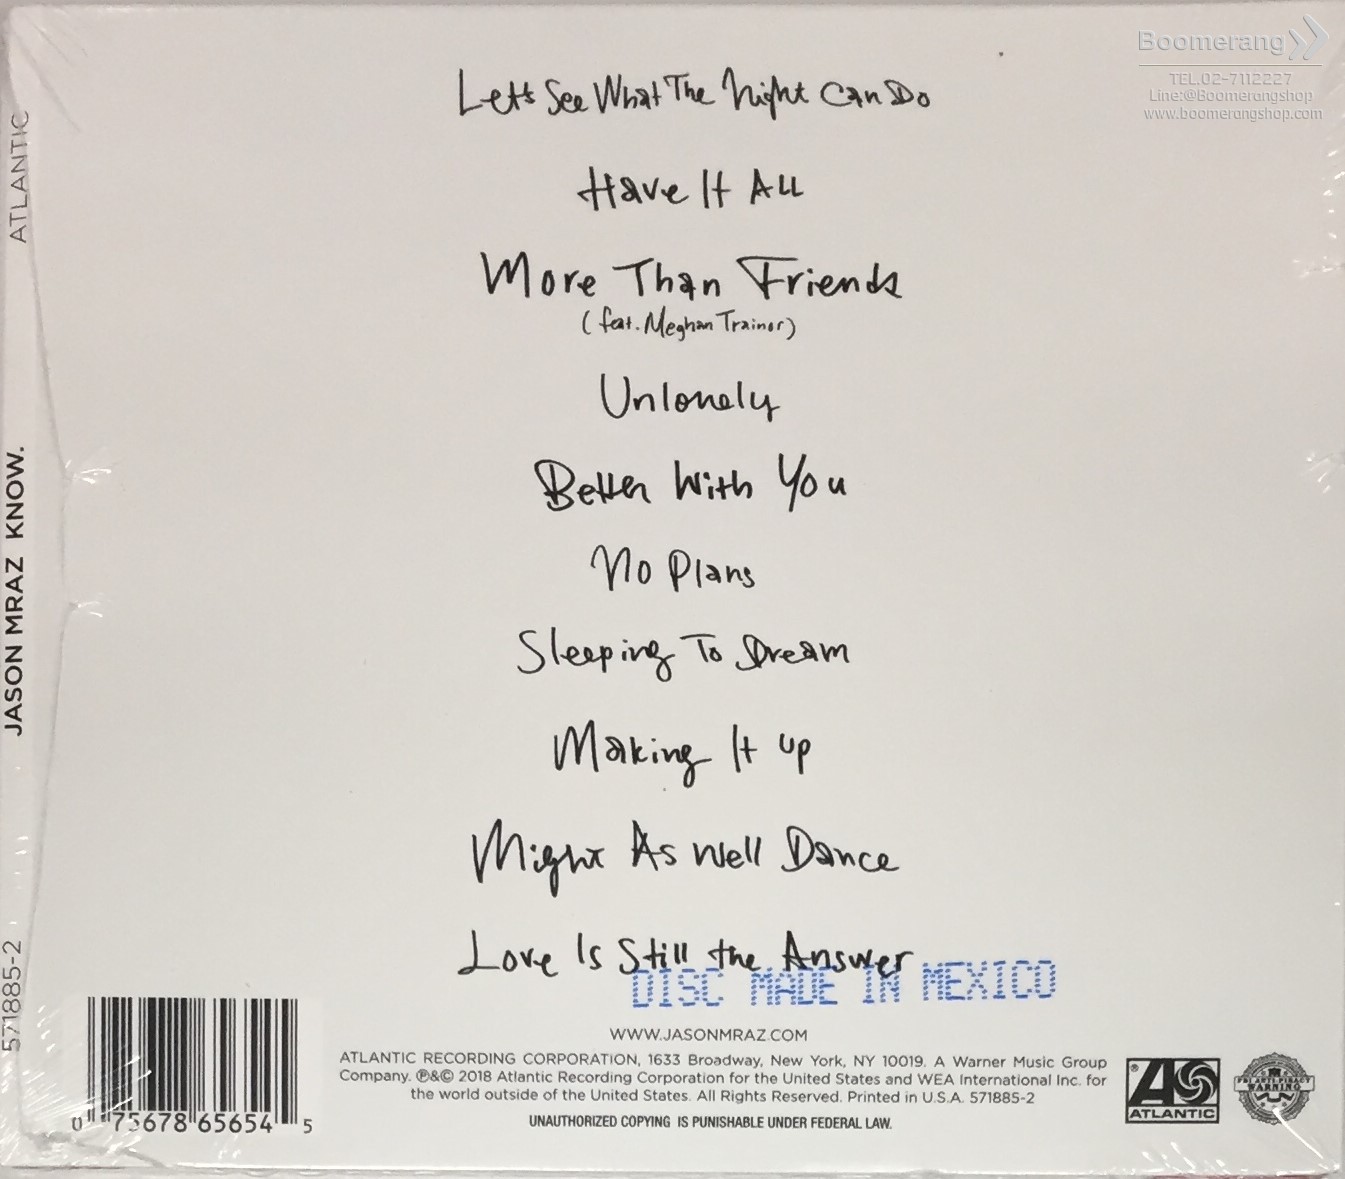 Boomerang
TEL.02-7112227
Line:@Boomerangshop
www.boomerangshop.com
Let's See What The Night Can Do
Have It All
More Than Friends
(feat. Meghan Trainor)
Unlonely
Better With You
No Plans
Sleeping To Dream
Making It Up
Might As Well Dance
Love Is Still the Answer
DISC MADE IN MEXICO
WWW.JASONMRAZ.COM
ATLANTIC RECORDING CORPORATION, 1633 Broadway, New York, NY 10019. A Warner Music Group
Company. ℗&© 2018 Atlantic Recording Corporation for the United States and WEA International Inc. for
the world outside of the United States. All Rights Reserved. Printed in U.S.A. 571885-2
UNAUTHORIZED COPYING IS PUNISHABLE UNDER FEDERAL LAW.
0 75678 65654 5
ATLANTIC
FBI ANTI-PIRACY
WARNING
ATLANTIC
JASON MRAZ KNOW.
571885-2